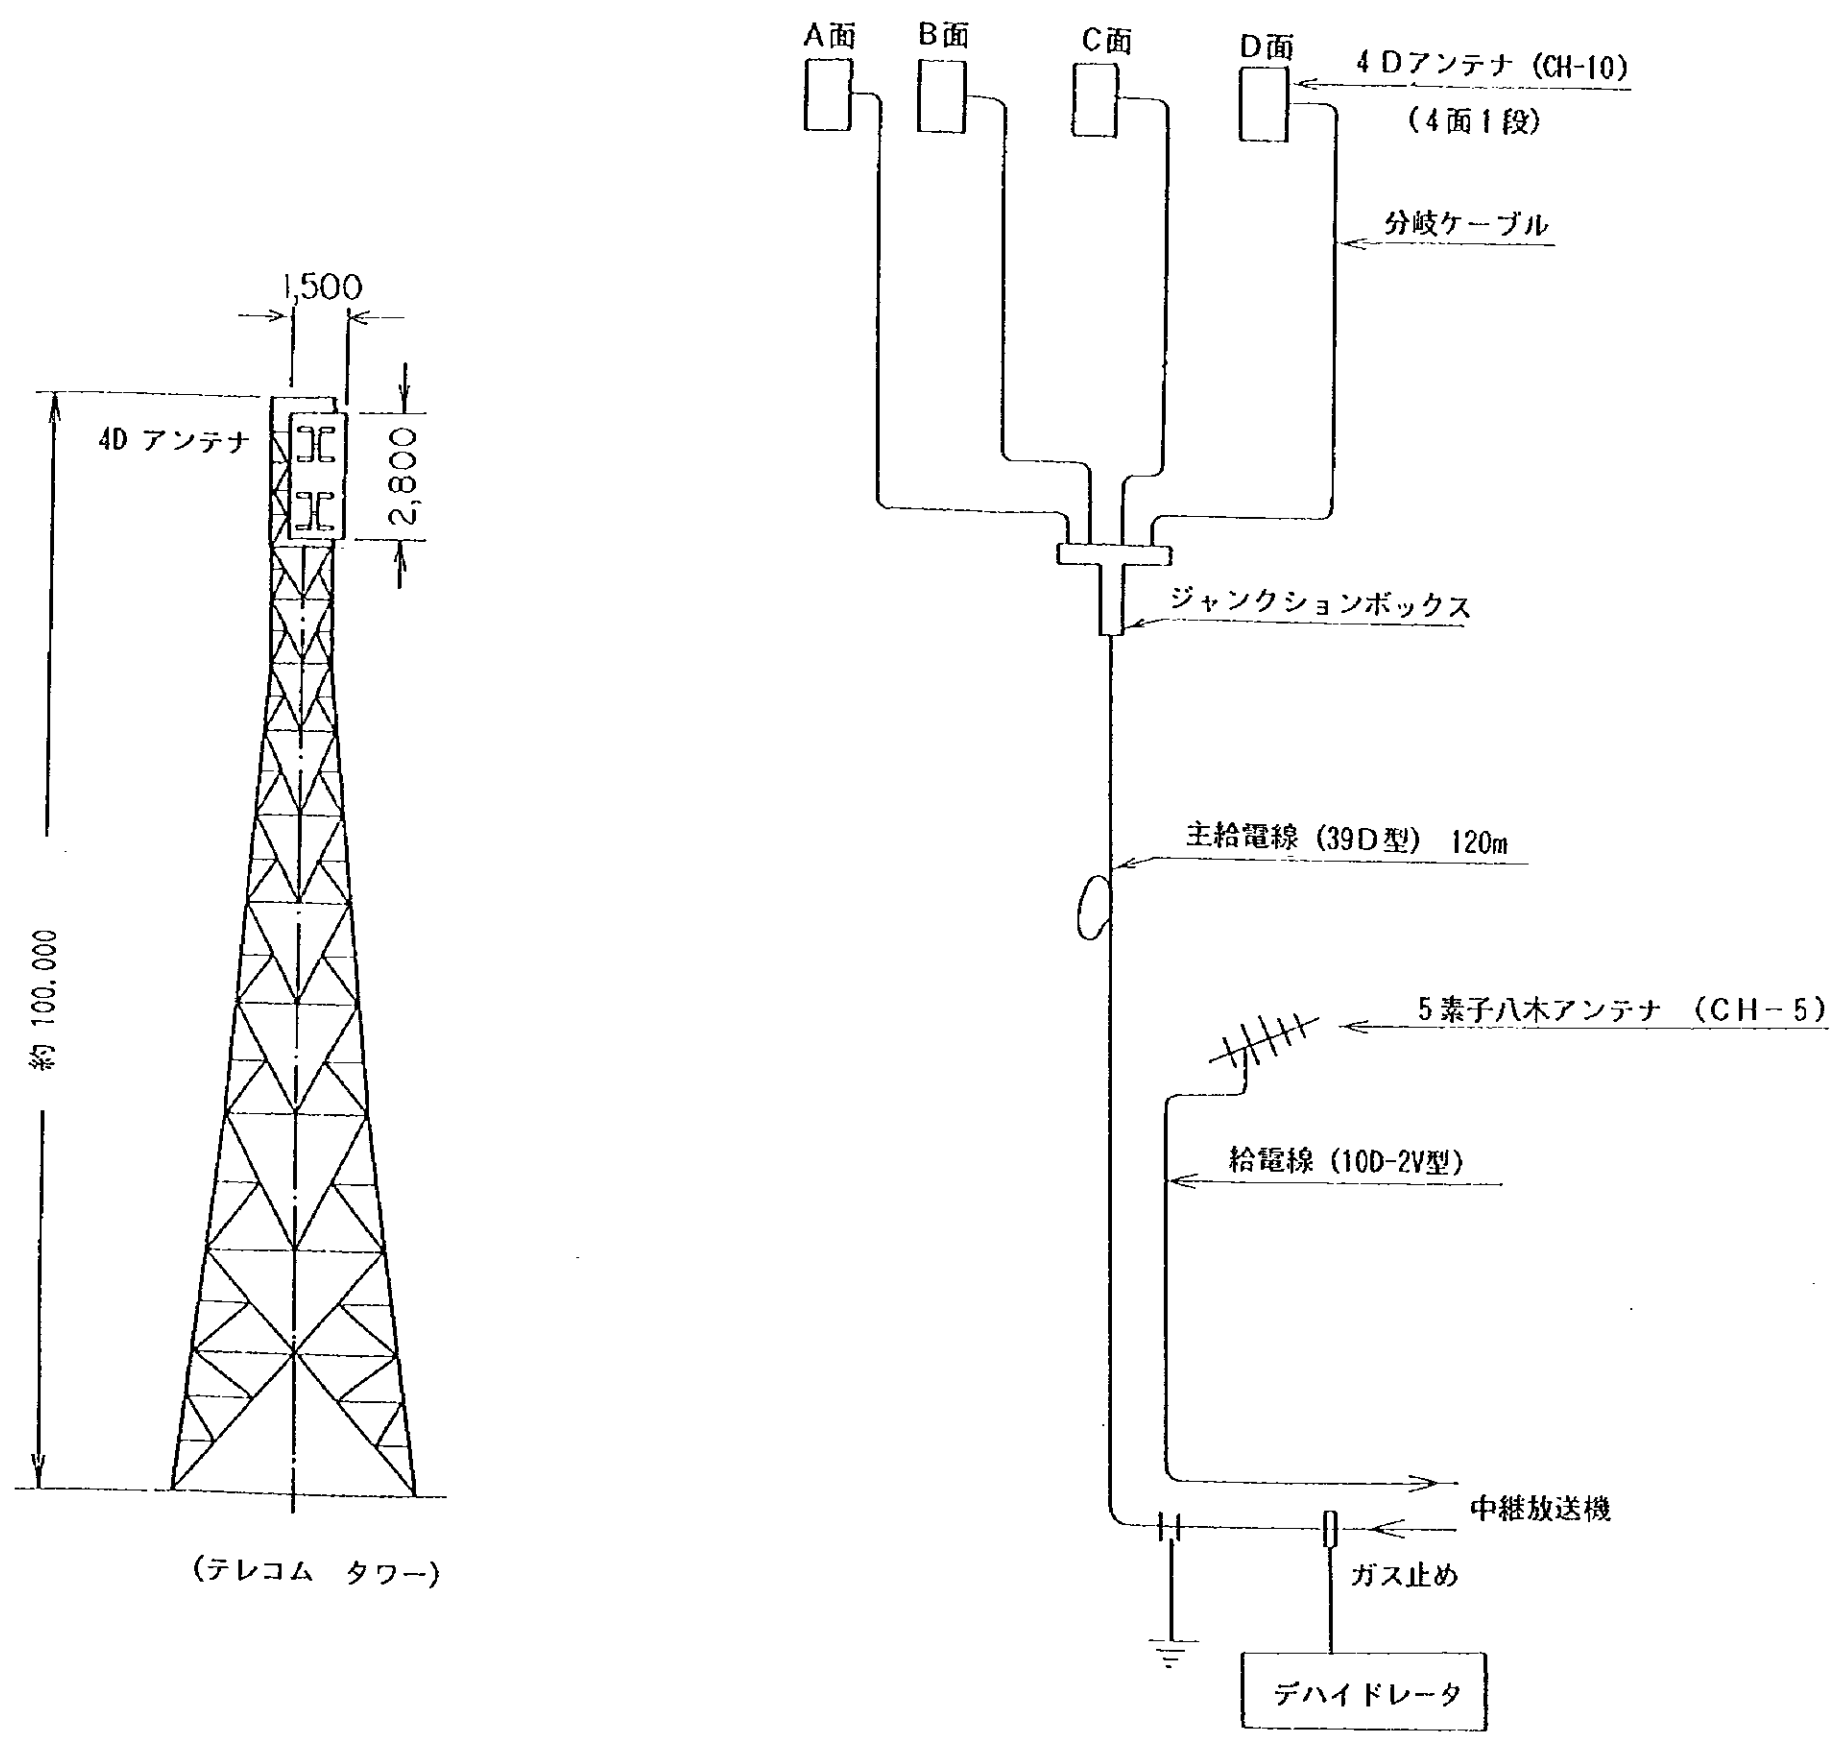 A面
B面
C面
D面
4Dアンテナ (CH-10)
(4面1段)
分岐ケーブル
1,500
4D アンテナ
2,800
ジャンクションボックス
主給電線 (39D型) 120m
約 100.000
5素子八木アンテナ (CH-5)
給電線 (10D-2V型)
中継放送機
ガス止め
(テレコム タワー)
デハイドレータ